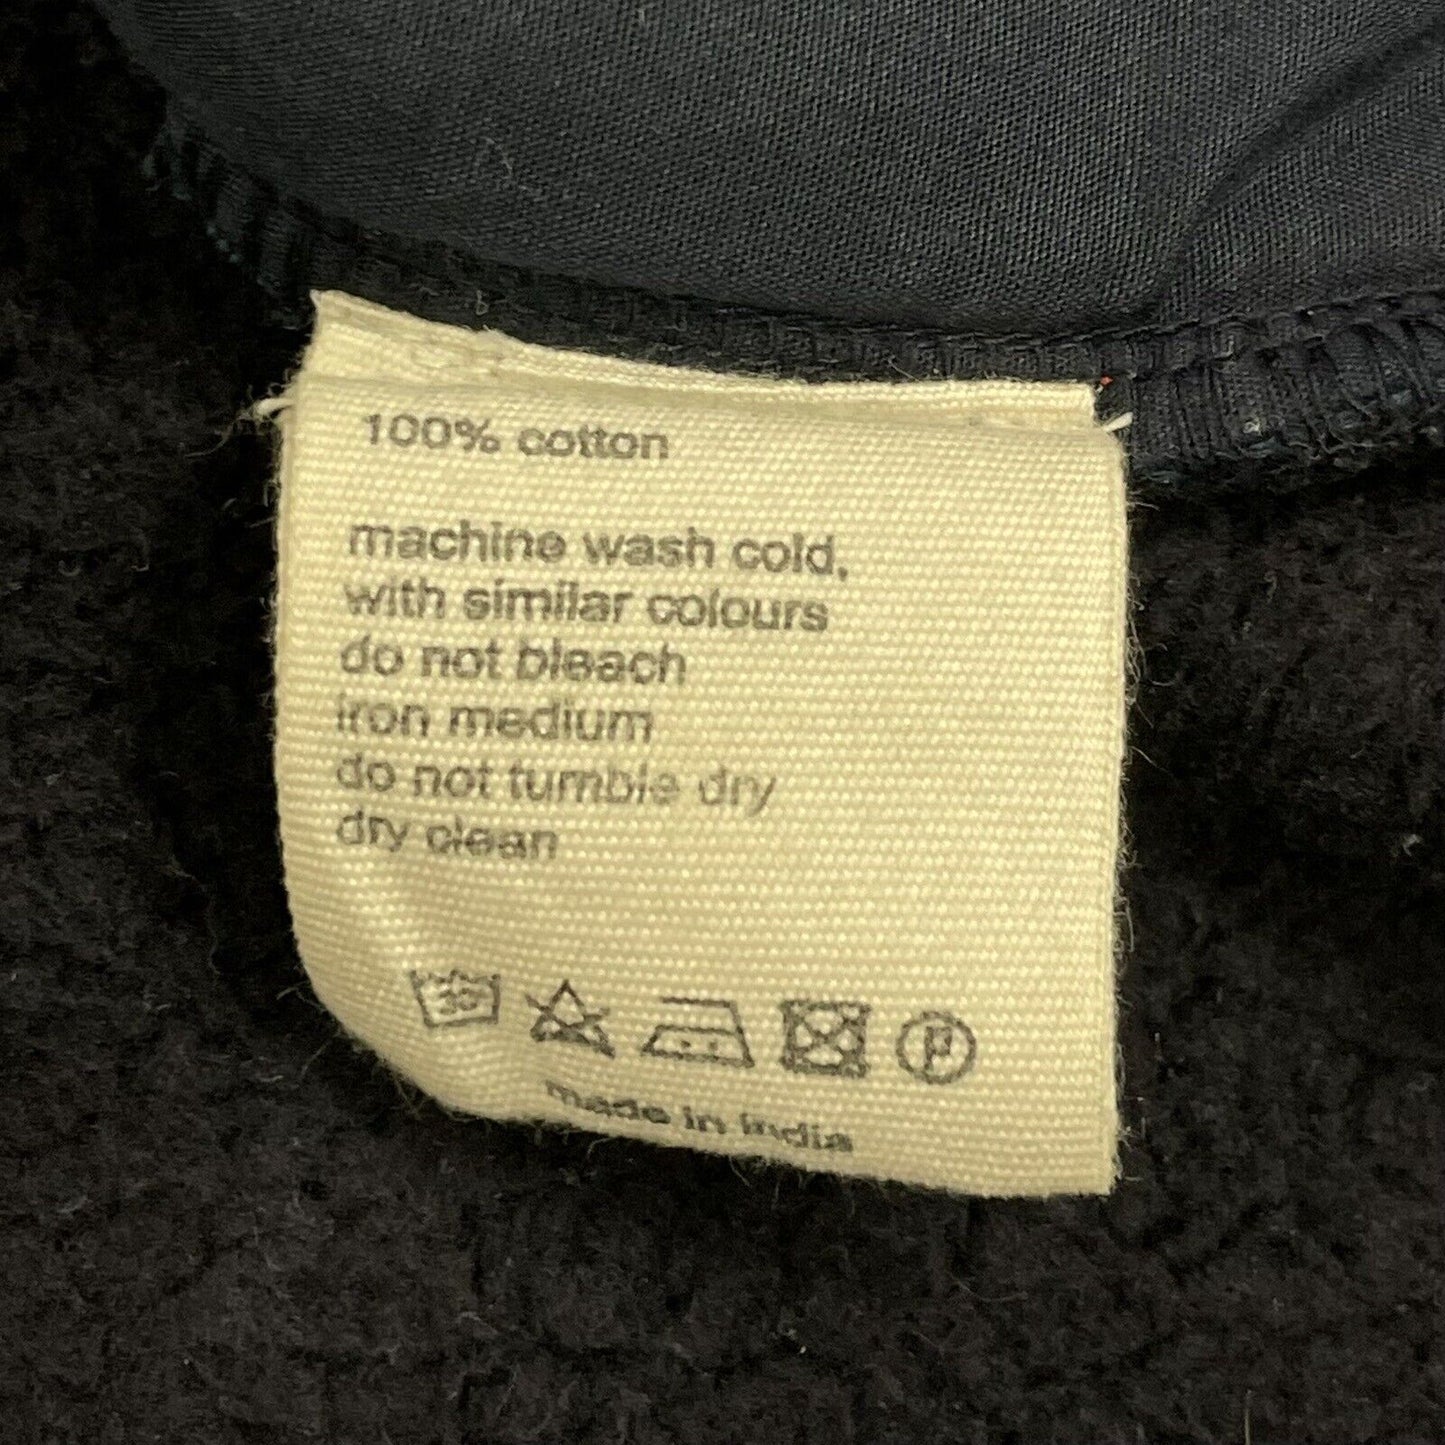 100% cotton
machine wash cold,
with similar colours
do not bleach
iron medium
do not tumble dry
dry clean
30
P
made in india